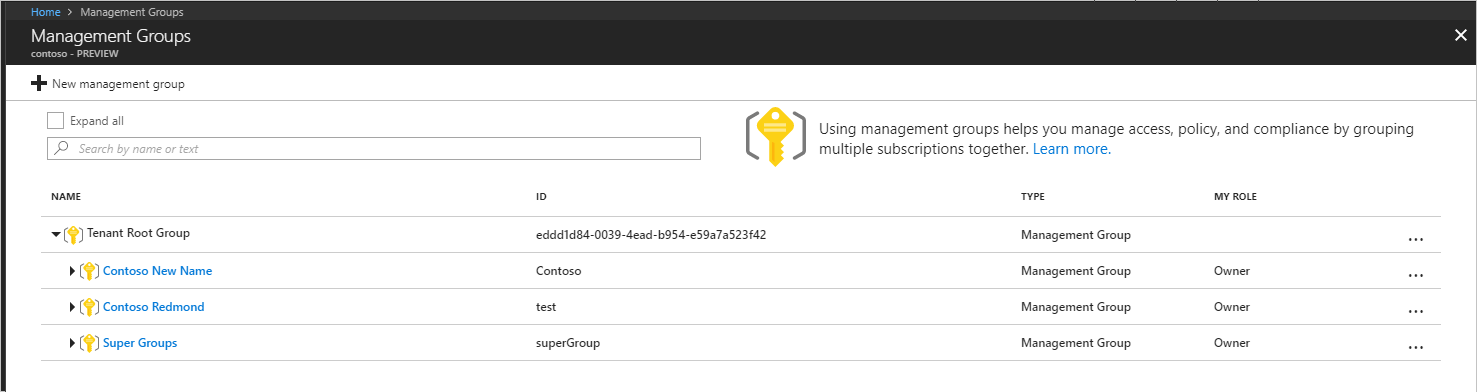 Home > Management Groups
Management Groups
contoso - PREVIEW
New management group
Expand all
Search by name or text
Using management groups helps you manage access, policy, and compliance by grouping
multiple subscriptions together. Learn more.
NAME ID TYPE MY ROLE
Tenant Root Group eddd1d84-0039-4ead-b954-e59a7a523f42 Management Group ...
Contoso New Name Contoso Management Group Owner ...
Contoso Redmond test Management Group Owner ...
Super Groups superGroup Management Group Owner ...